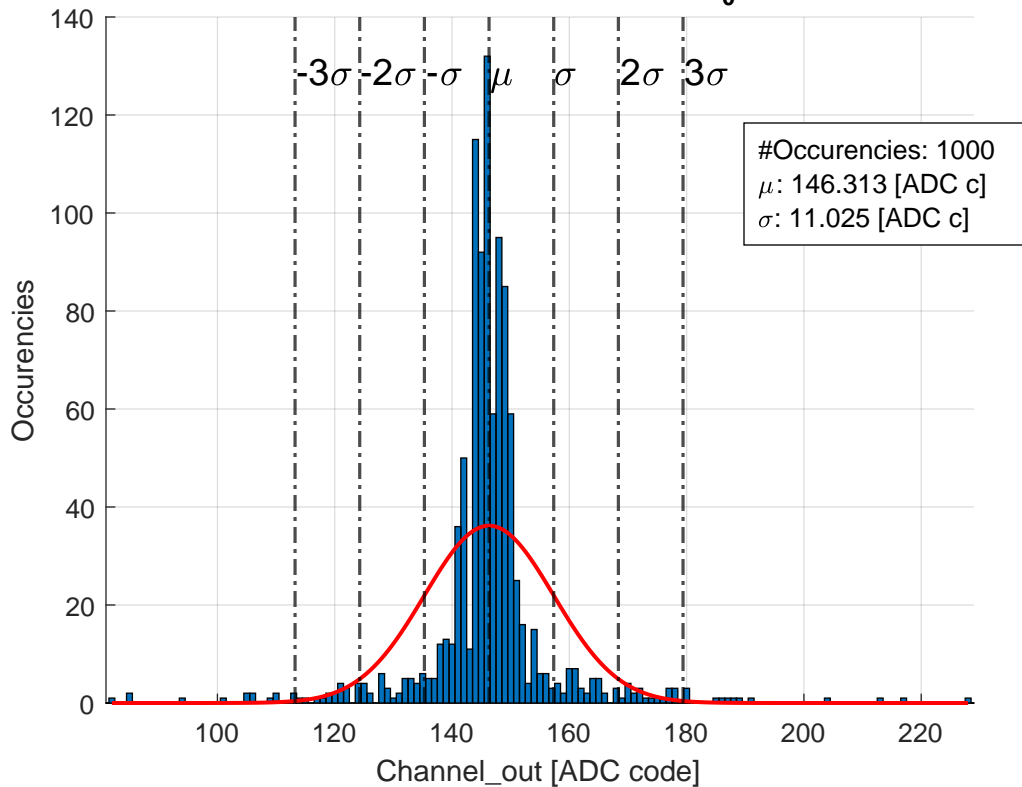 0
140
120
100
80
60
40
20
0
-3σ -2σ -σ μ σ 2σ 3σ
#Occurencies: 1000
μ: 146.313 [ADC c]
σ: 11.025 [ADC c]
Occurencies
100 120 140 160 180 200 220
Channel_out [ADC code]